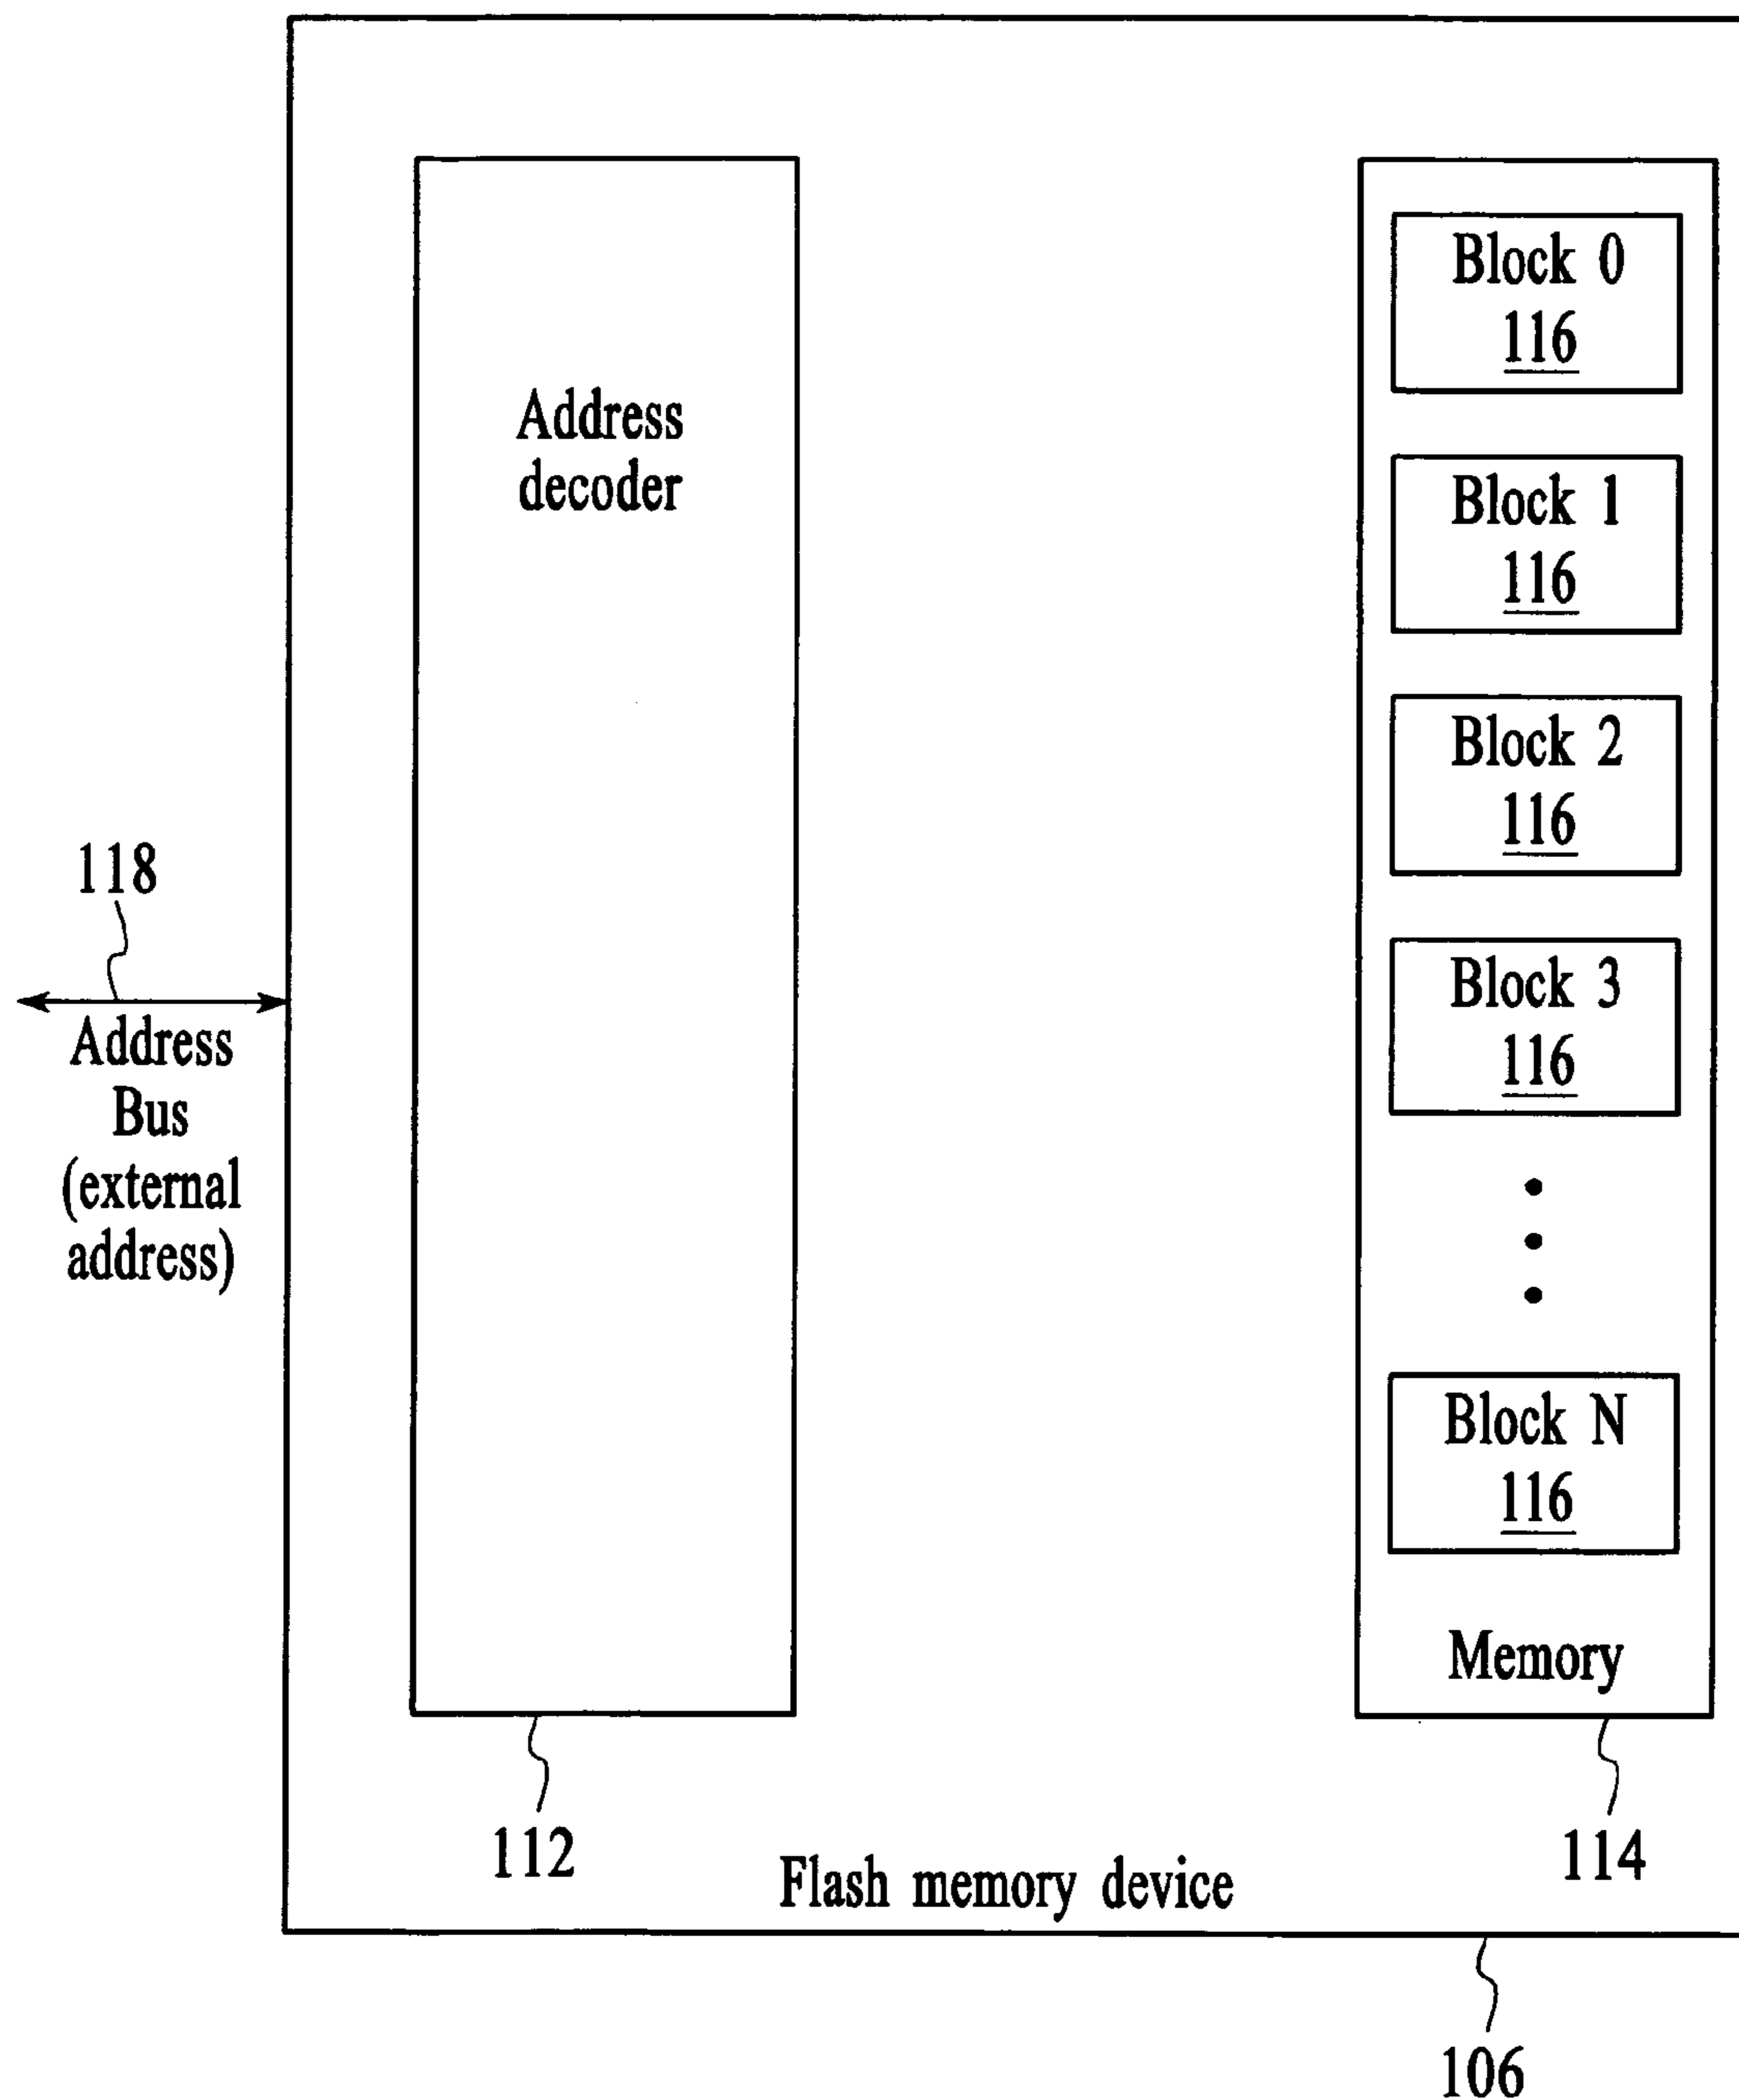 Address
decoder
Block 0
116
Block 1
116
Block 2
116
118
Block 3
116
Address
Bus
(external
address)
Block N
116
Memory
112
114
Flash memory device
106